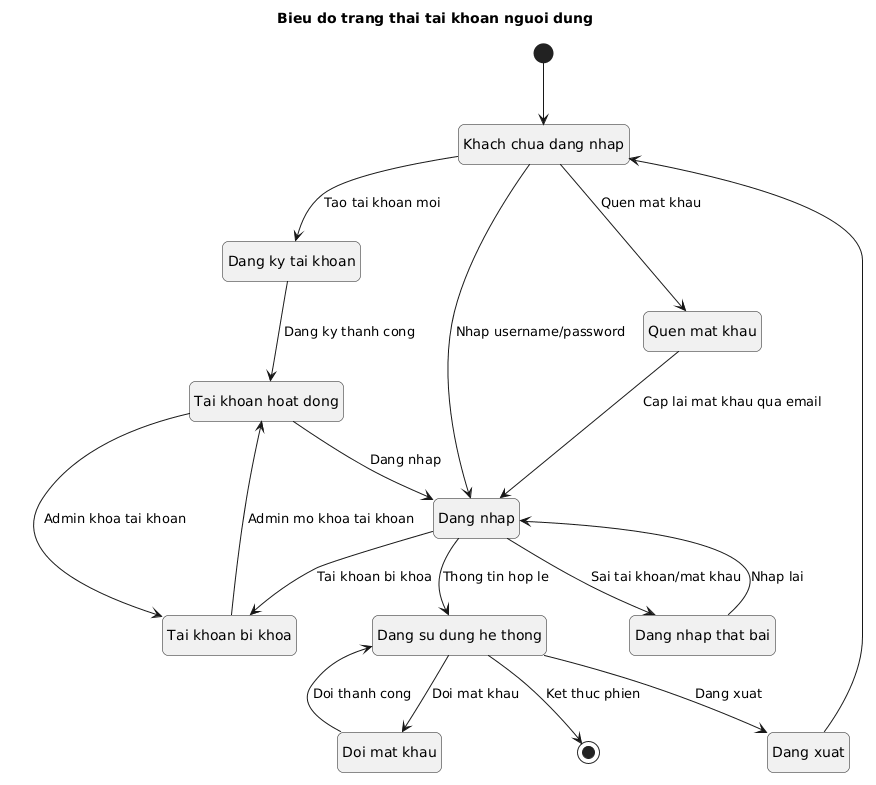 Bieu do trang thai tai khoan nguoi dung
Khach chua dang nhap
Tao tai khoan moi
Quen mat khau
Dang ky tai khoan
Dang ky thanh cong
Nhap username/password
Quen mat khau
Tai khoan hoat dong
Cap lai mat khau qua email
Dang nhap
Admin khoa tai khoan
Admin mo khoa tai khoan
Dang nhap
Tai khoan bi khoa
Thong tin hop le
Sai tai khoan/mat khau
Nhap lai
Tai khoan bi khoa
Dang su dung he thong
Dang nhap that bai
Doi thanh cong
Doi mat khau
Ket thuc phien
Dang xuat
Doi mat khau
Dang xuat